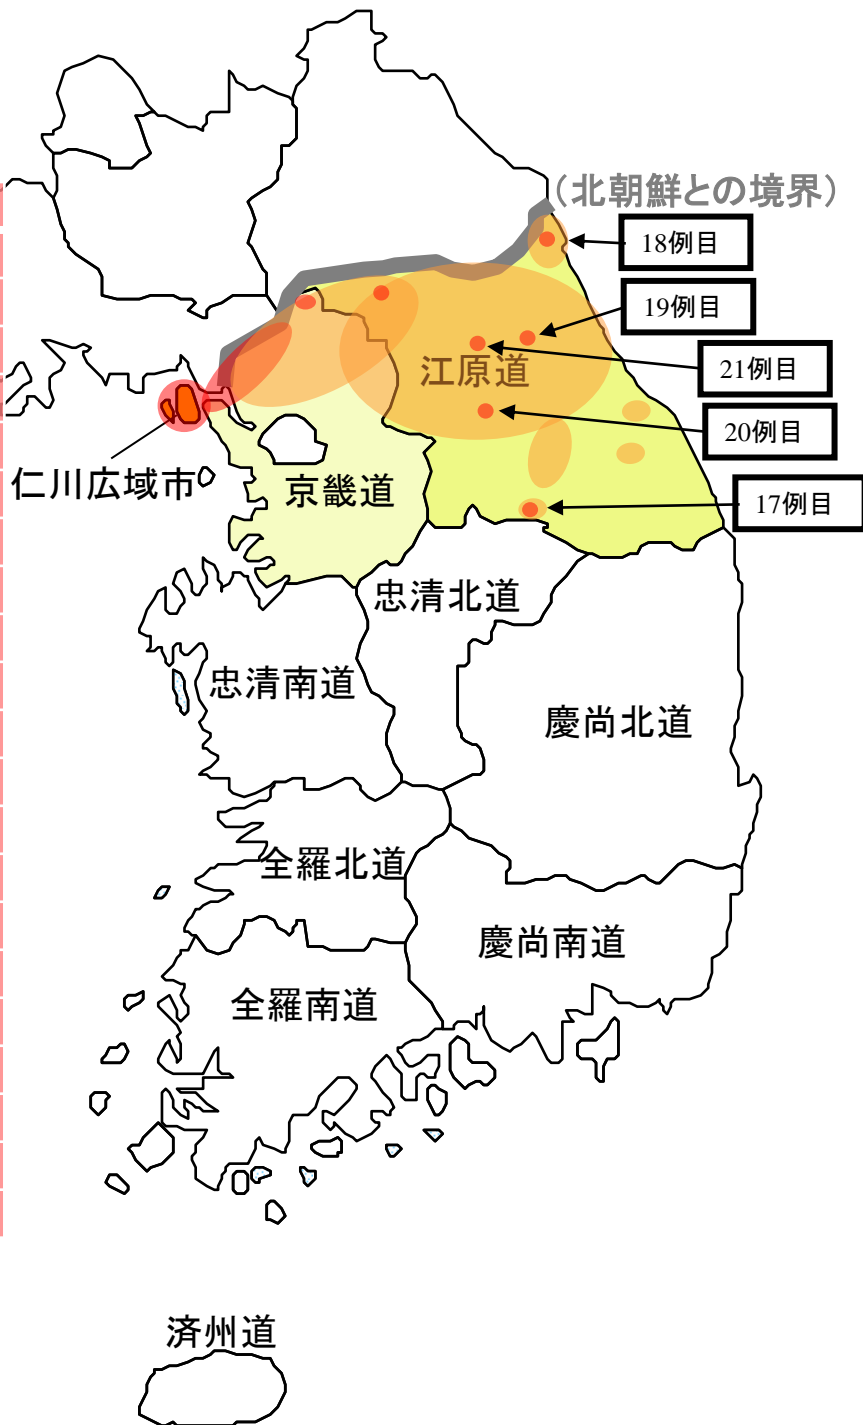 (北朝鮮との境界)
18例目
19例目
21例目
江原道
20例目
仁川広域市
京畿道
17例目
忠清北道
忠清南道
慶尚北道
全羅北道
慶尚南道
全羅南道
済州道